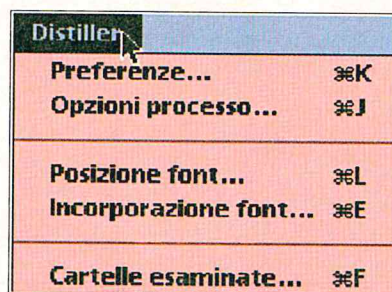 Distiller
Preferenze... ⌘K
Opzioni processo... ⌘J
Posizione font... ⌘L
Incorporazione font... ⌘E
Cartelle esaminate... ⌘F